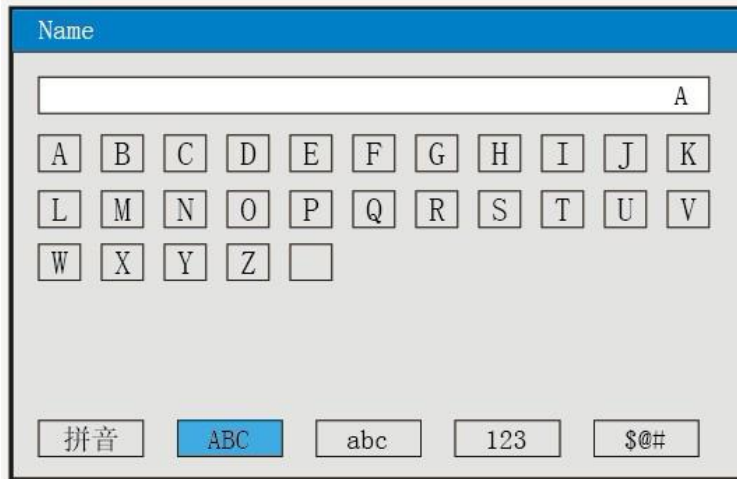 Name
A
A B C D E F G H I J K
L M N O P Q R S T U V
W X Y Z
拼音 ABC abc 123 $@#